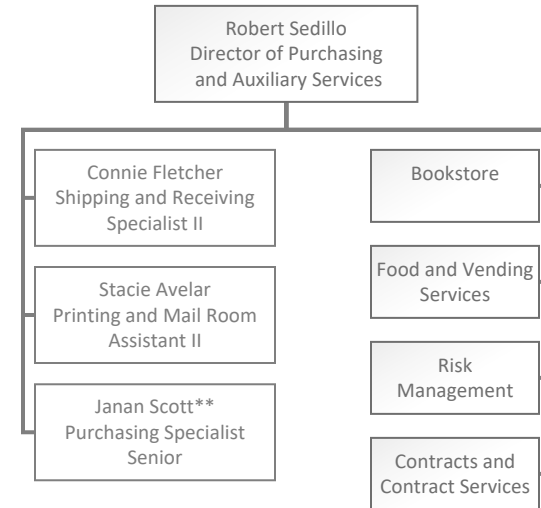 Robert Sedillo
Director of Purchasing
and Auxiliary Services
Connie Fletcher
Shipping and Receiving
Specialist II
Stacie Avelar
Printing and Mail Room
Assistant II
Janan Scott**
Purchasing Specialist
Senior
Bookstore
Food and Vending
Services
Risk
Management
Contracts and
Contract Services